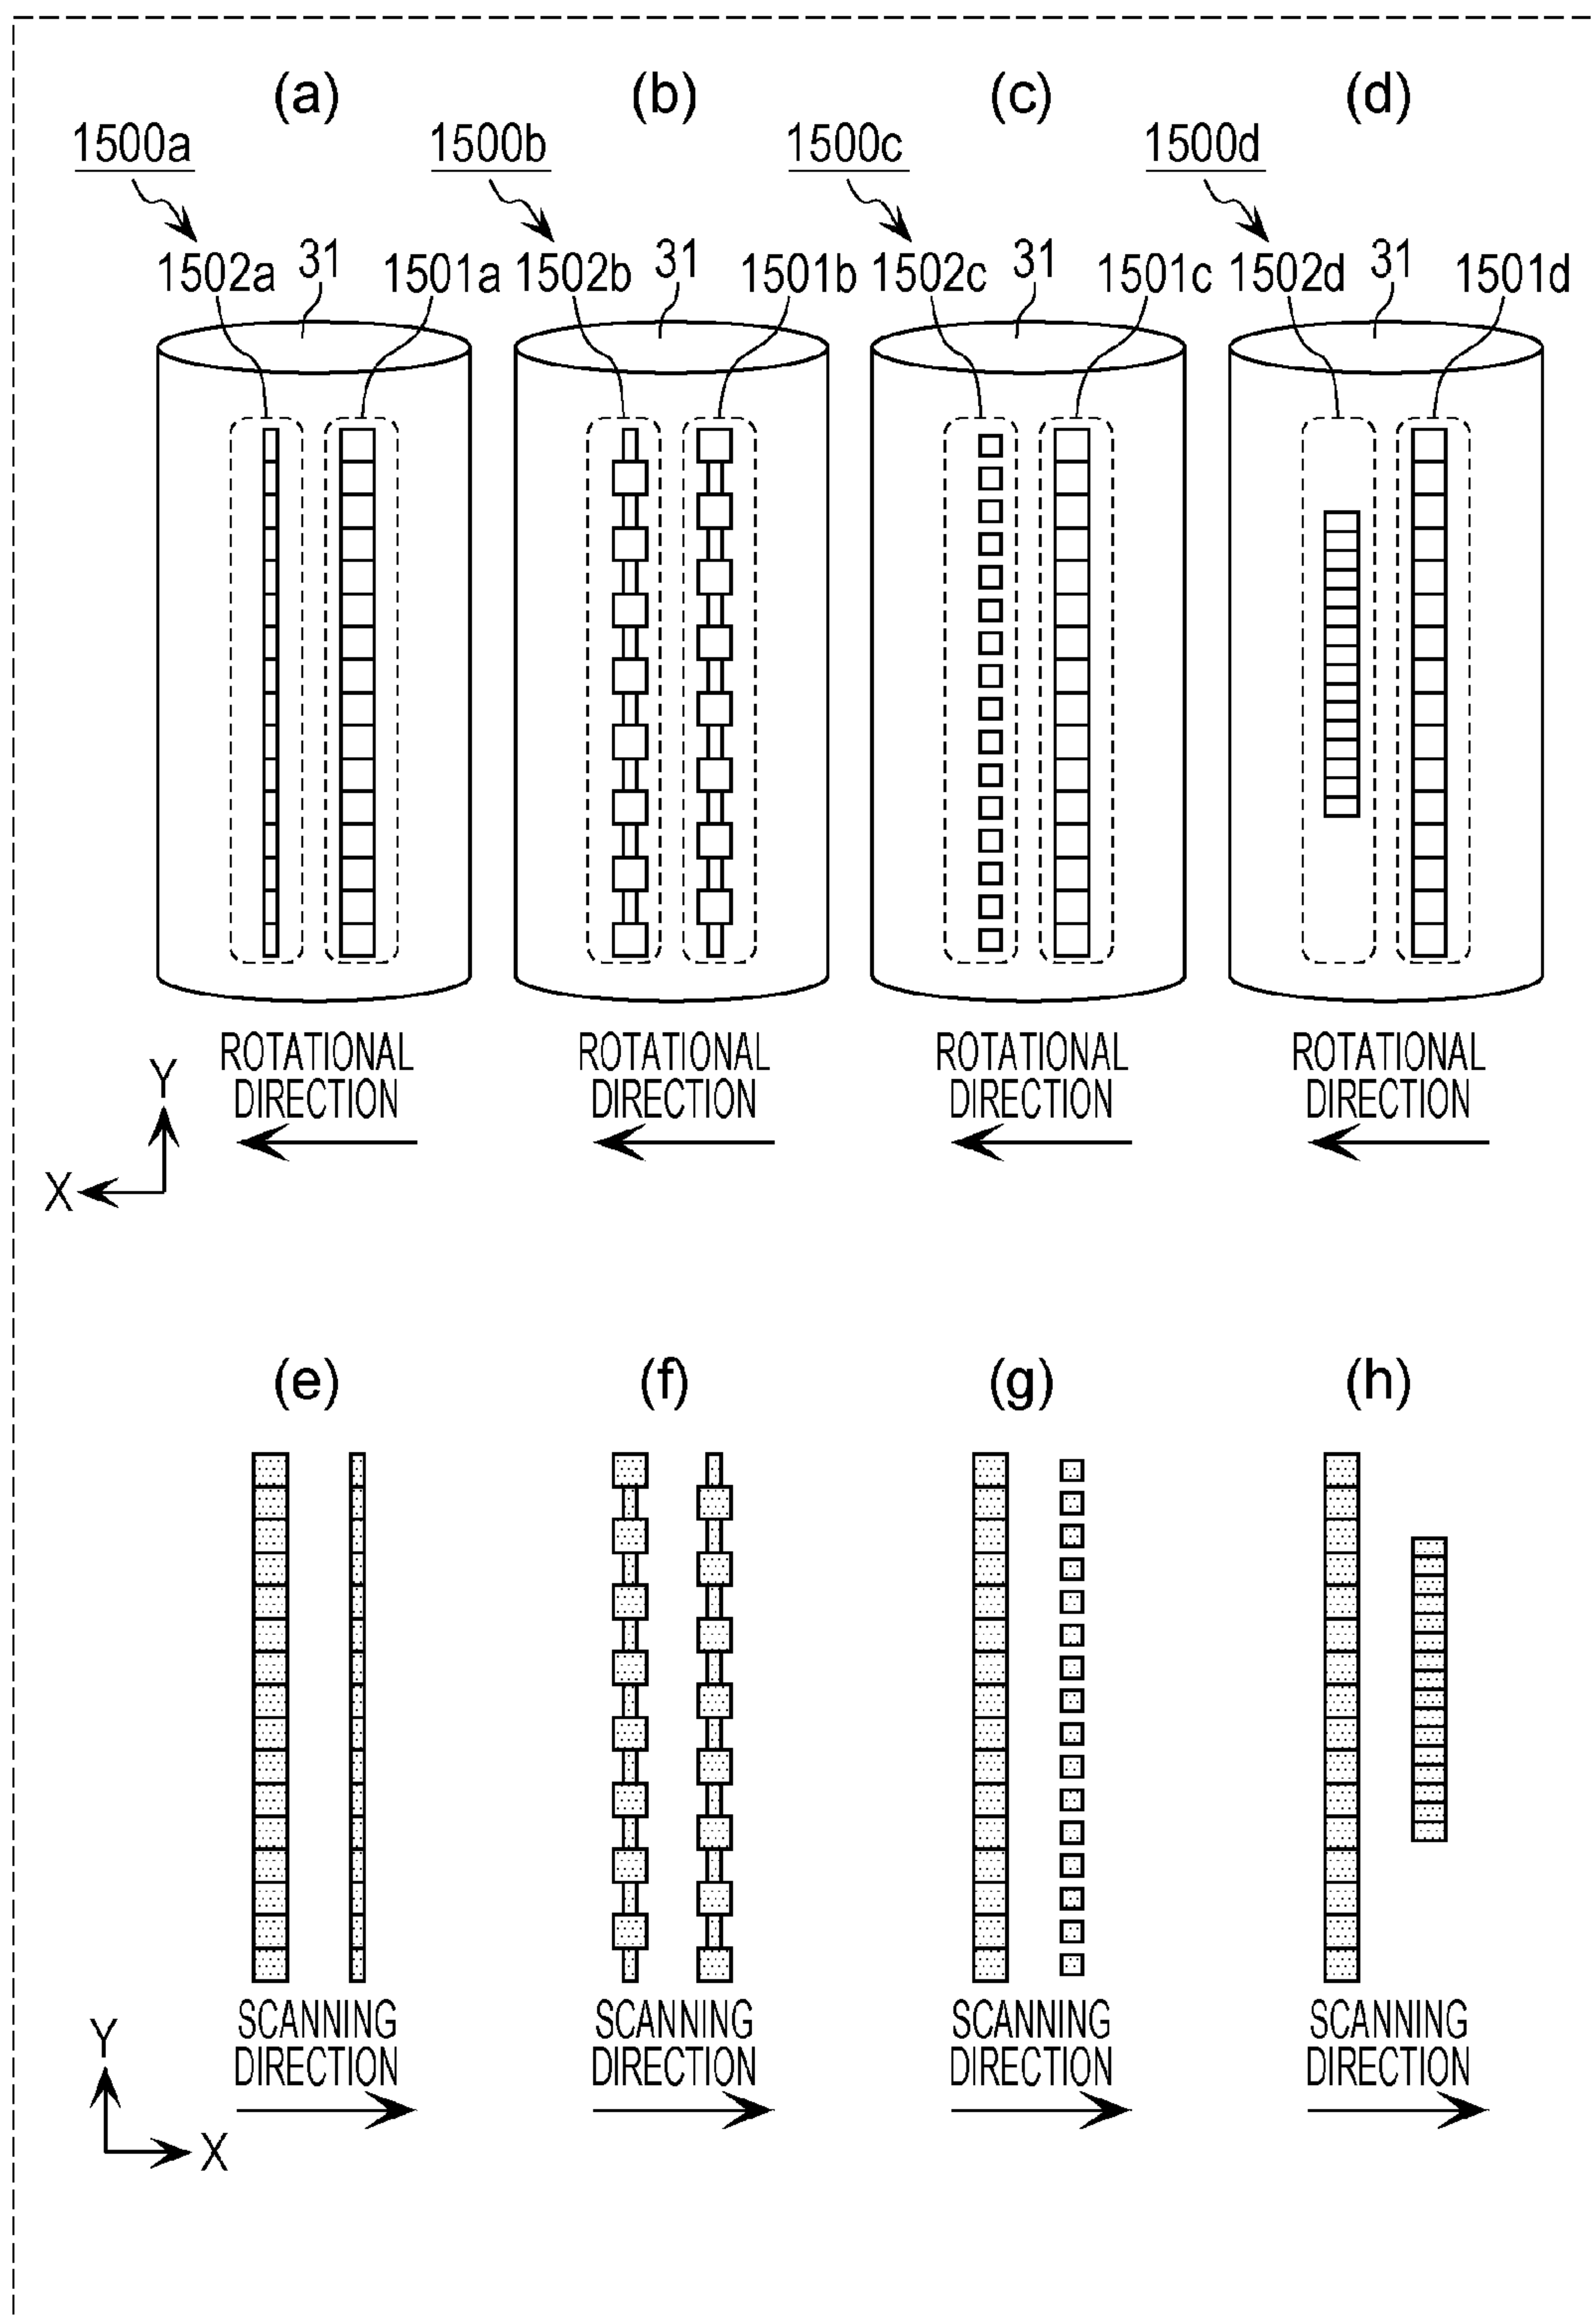 (a) (b) (c) (d)
1500a 1500b 1500c 1500d
1502a 31 1501a 1502b 31 1501b 1502c 31 1501c 1502d 31 1501d
ROTATIONAL ROTATIONAL ROTATIONAL ROTATIONAL
Y DIRECTION DIRECTION DIRECTION DIRECTION
X
(e) (f) (g) (h)
SCANNING SCANNING SCANNING SCANNING
Y DIRECTION DIRECTION DIRECTION DIRECTION
X